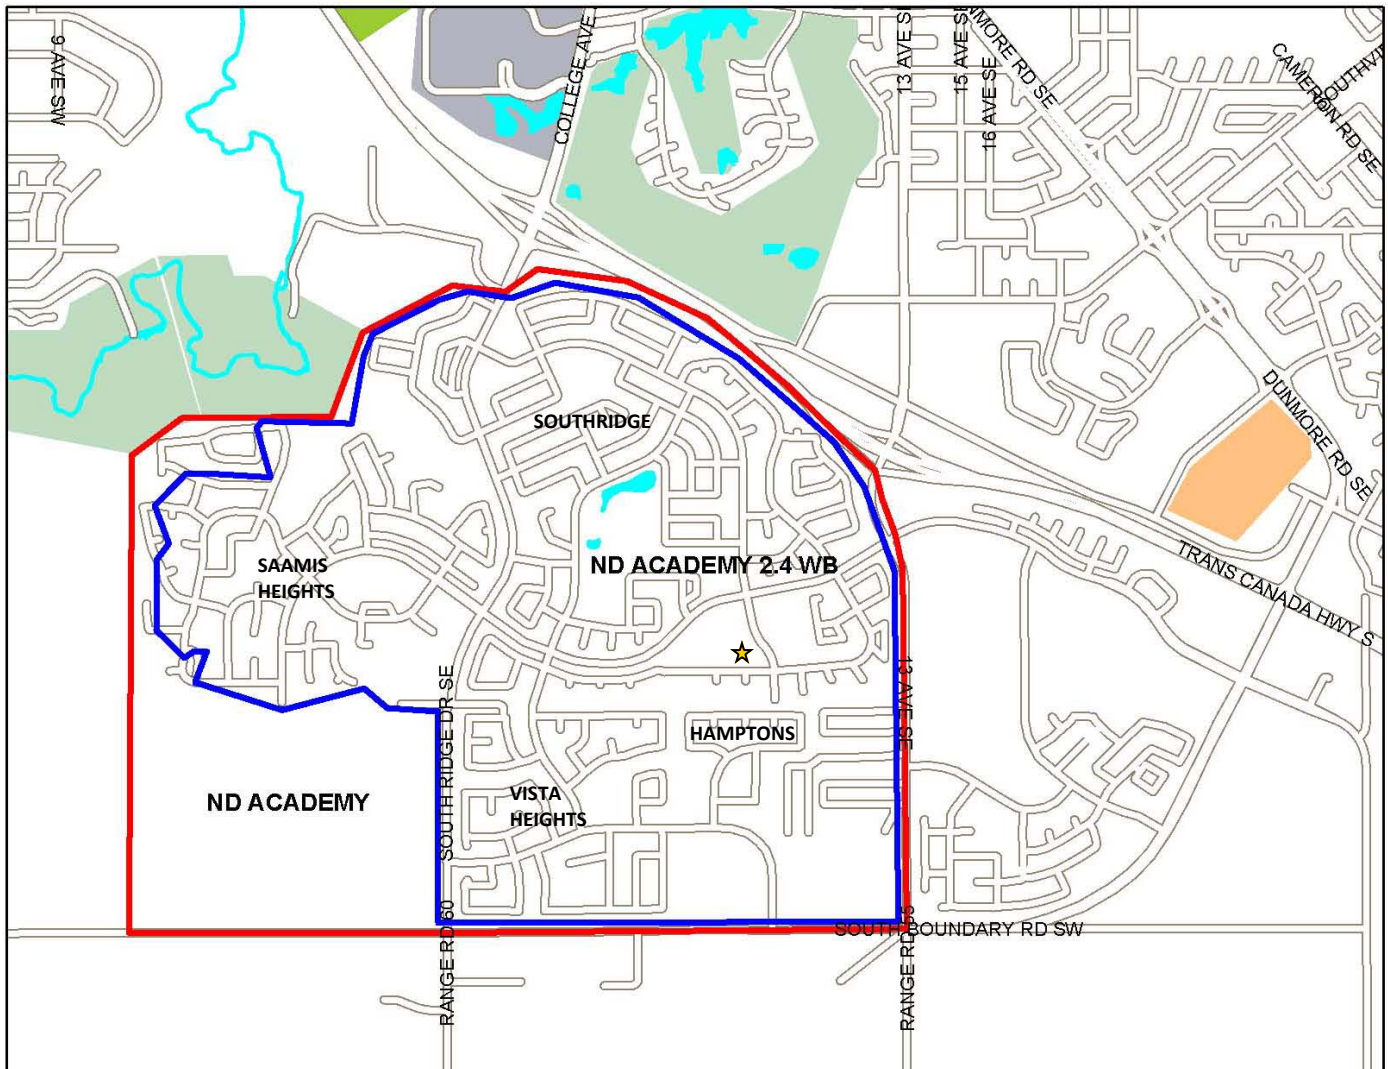 9 AVE SW
COLLEGE AVE
13 AVE SE
15 AVE SE
16 AVE SE
NMORE RD SE
CAMERON RD SE
OUTHVI
DUNMORE RD SE
TRANS CANADA HWY S
SOUTHRIDGE
SAAMIS
HEIGHTS
ND ACADEMY 2.4 WB
13 AVE SE
SOUTH RIDGE DR SE
HAMPTONS
VISTA
HEIGHTS
ND ACADEMY
SOUTH BOUNDARY RD SW
RANGE RD 60
RANGE RD 55